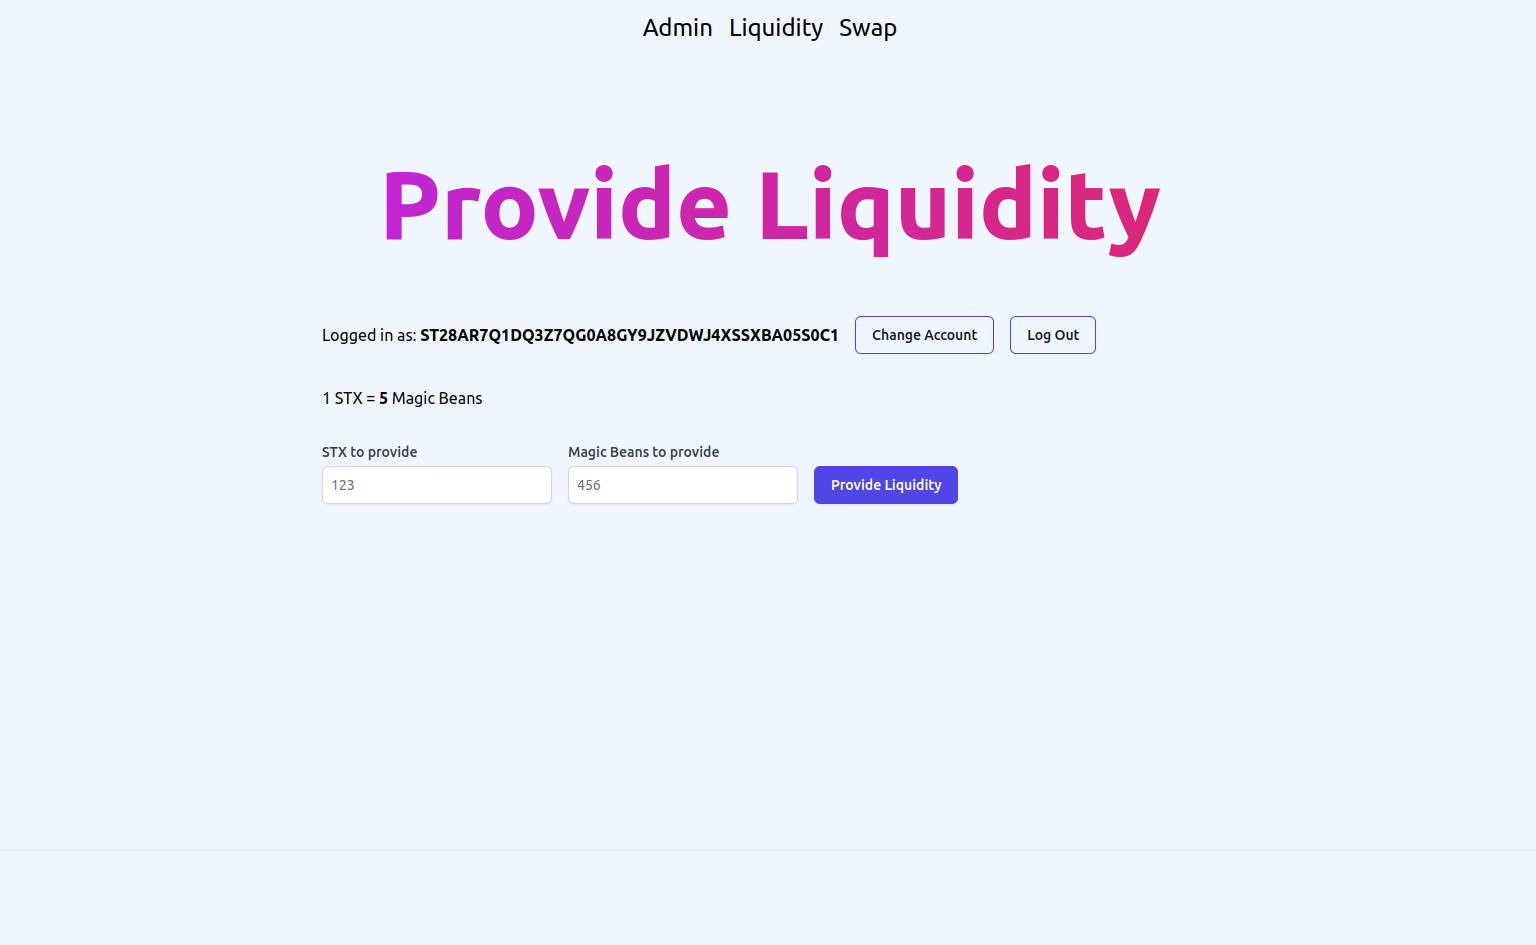 Admin Liquidity Swap
Provide Liquidity
Logged in as: ST28AR7Q1DQ3Z7QG0A8GY9JZVDWJ4XSSXBA05S0C1 Change Account Log Out
1 STX = 5 Magic Beans
STX to provide Magic Beans to provide
123 456 Provide Liquidity